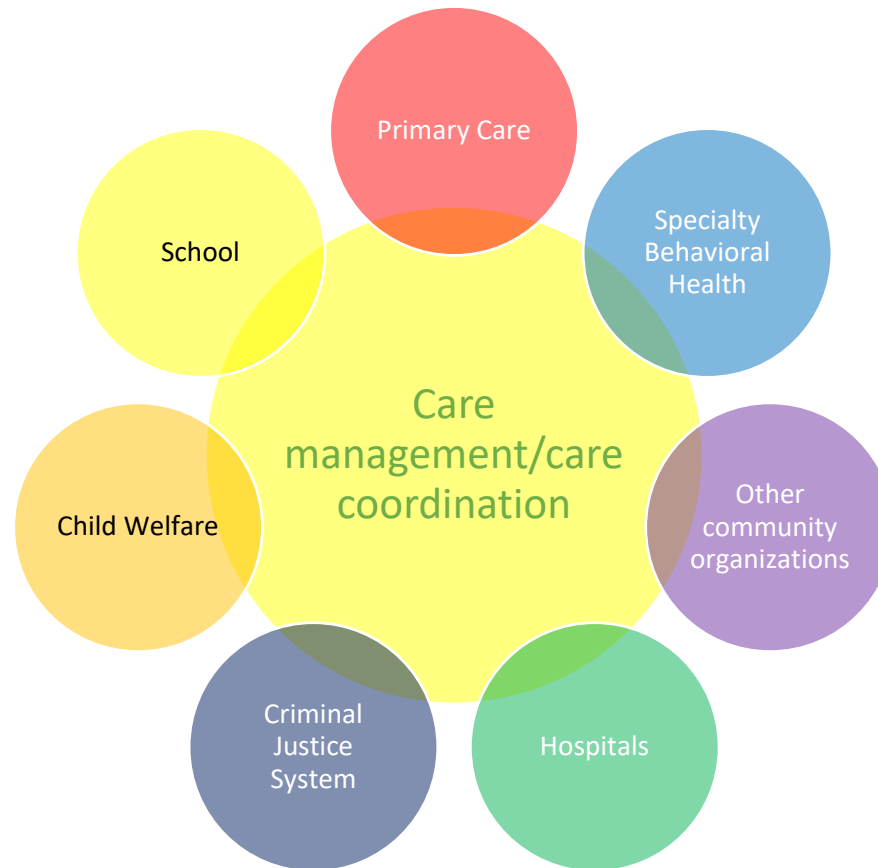 Primary Care
Specialty
Behavioral
Health
School
Care
management/care
coordination
Other
community
organizations
Child Welfare
Criminal
Justice
System
Hospitals